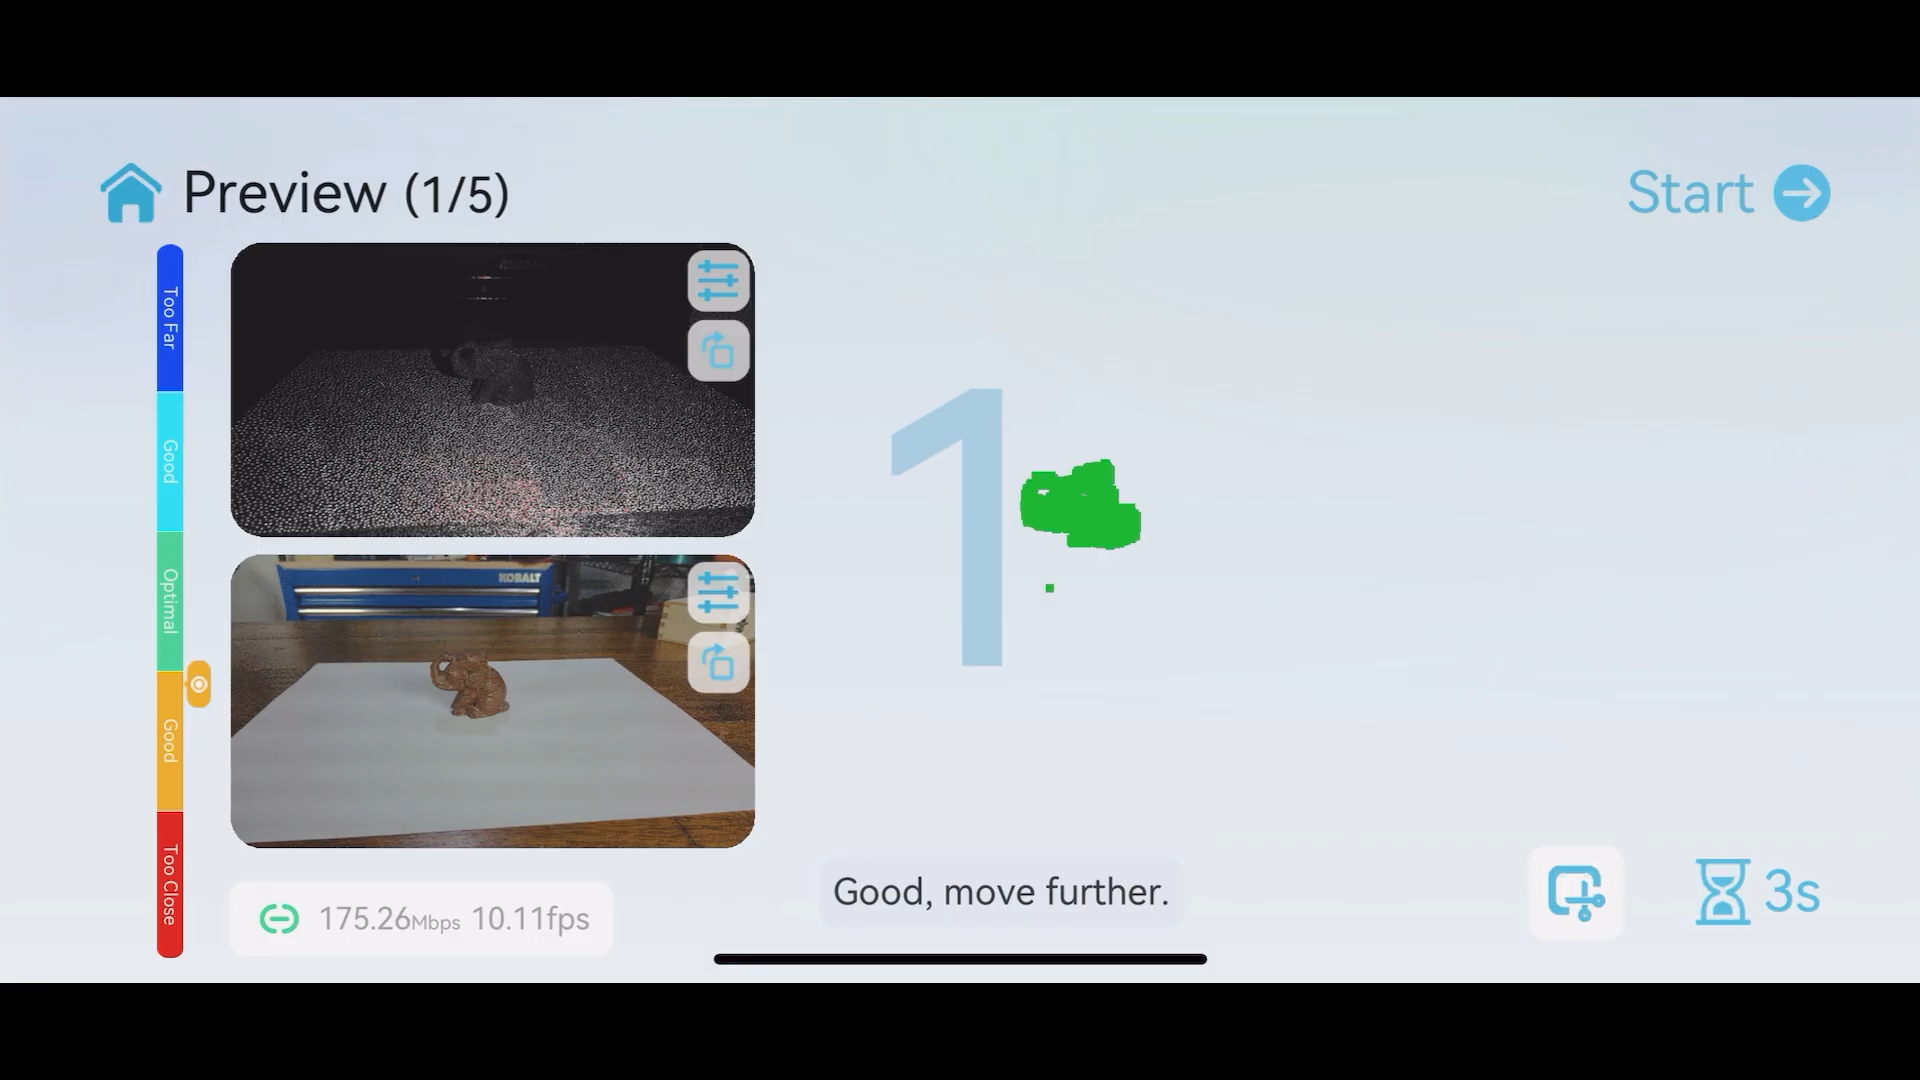 Preview (1/5)
Start
Too Far
Good
Optimal
Good
Too Close
KOBALT
1
175.26Mbps 10.11fps
Good, move further.
3s